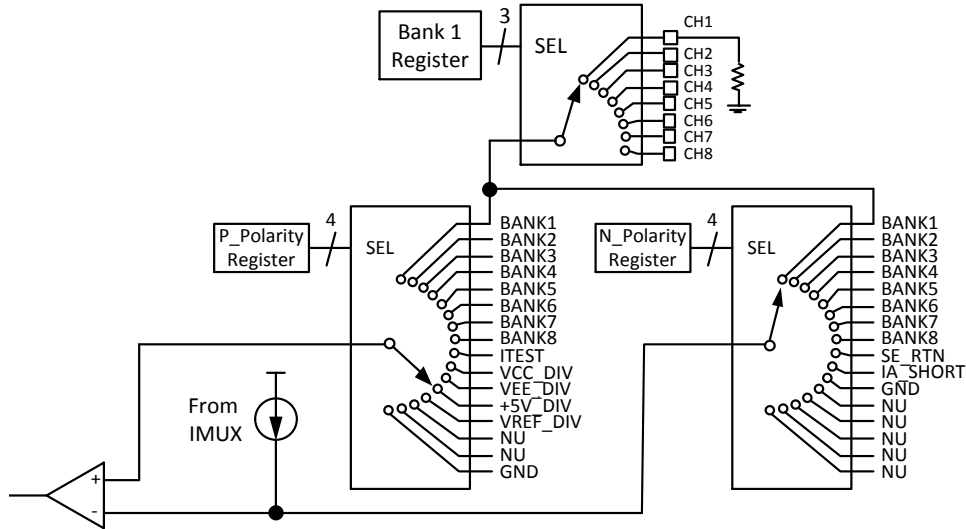 Bank 1
Register
3
SEL
CH1
CH2
CH3
CH4
CH5
CH6
CH7
CH8
P_Polarity
Register
4
SEL
BANK1
BANK2
BANK3
BANK4
BANK5
BANK6
BANK7
BANK8
ITEST
VCC_DIV
VEE_DIV
+5V_DIV
VREF_DIV
NU
NU
GND
N_Polarity
Register
4
SEL
BANK1
BANK2
BANK3
BANK4
BANK5
BANK6
BANK7
BANK8
SE_RTN
IA_SHORT
GND
NU
NU
NU
NU
NU
From
IMUX
+
-